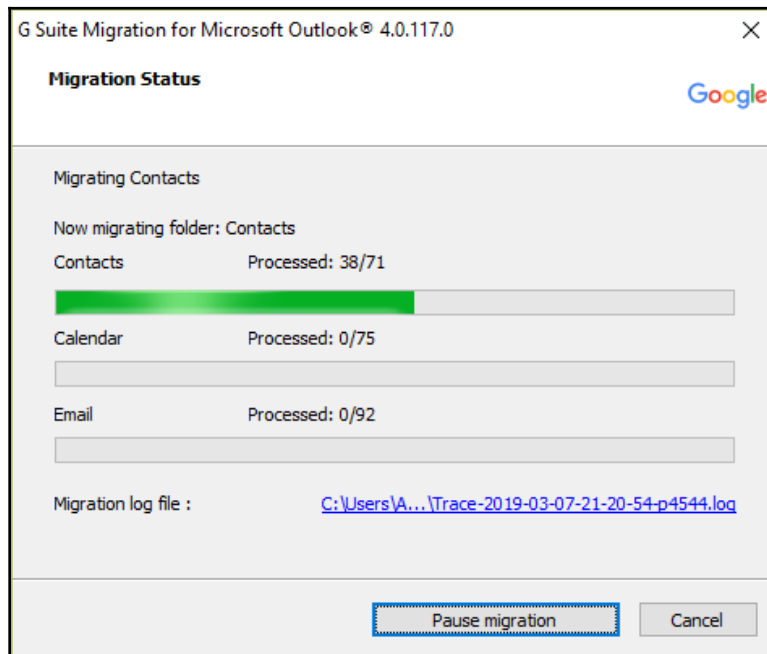 G Suite Migration for Microsoft Outlook® 4.0.117.0
Migration Status
Google
Migrating Contacts
Now migrating folder: Contacts
Contacts Processed: 38/71
Calendar Processed: 0/75
Email Processed: 0/92
Migration log file : C:\Users\A...\Trace-2019-03-07-21-20-54-p4544.log
Pause migration Cancel